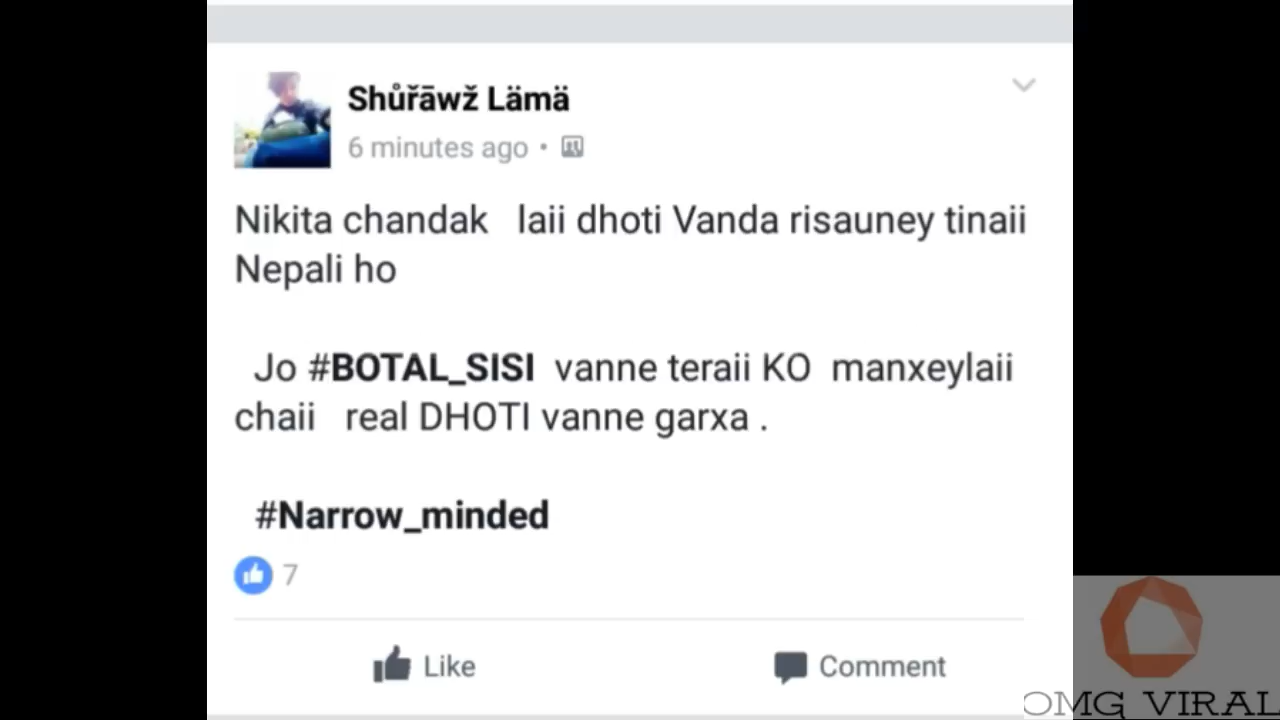 Shůřāwž Lämä
6 minutes ago •
Nikita chandak laii dhoti Vanda risauney tinaii
Nepali ho
Jo #BOTAL_SISI vanne teraii KO manxeylaii
chaii real DHOTI vanne garxa .
#Narrow_minded
7
Like Comment
OMG VIRAL